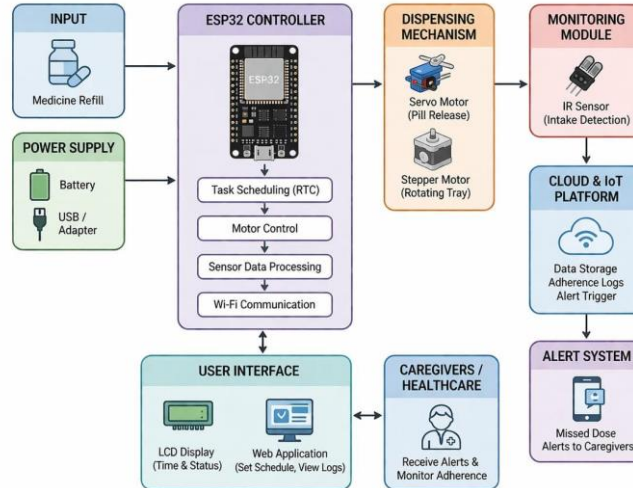 INPUT
Medicine Refill
POWER SUPPLY
Battery
USB /
Adapter
ESP32 CONTROLLER
ESP32
Task Scheduling (RTC)
Motor Control
Sensor Data Processing
Wi-Fi Communication
DISPENSING
MECHANISM
Servo Motor
(Pill Release)
Stepper Motor
(Rotating Tray)
MONITORING
MODULE
IR Sensor
(Intake Detection)
CLOUD & IoT
PLATFORM
Data Storage
Adherence Logs
Alert Trigger
ALERT SYSTEM
Missed Dose
Alerts to Caregivers
USER INTERFACE
LCD Display
(Time & Status)
Web Application
(Set Schedule, View Logs)
CAREGIVERS /
HEALTHCARE
Receive Alerts &
Monitor Adherence